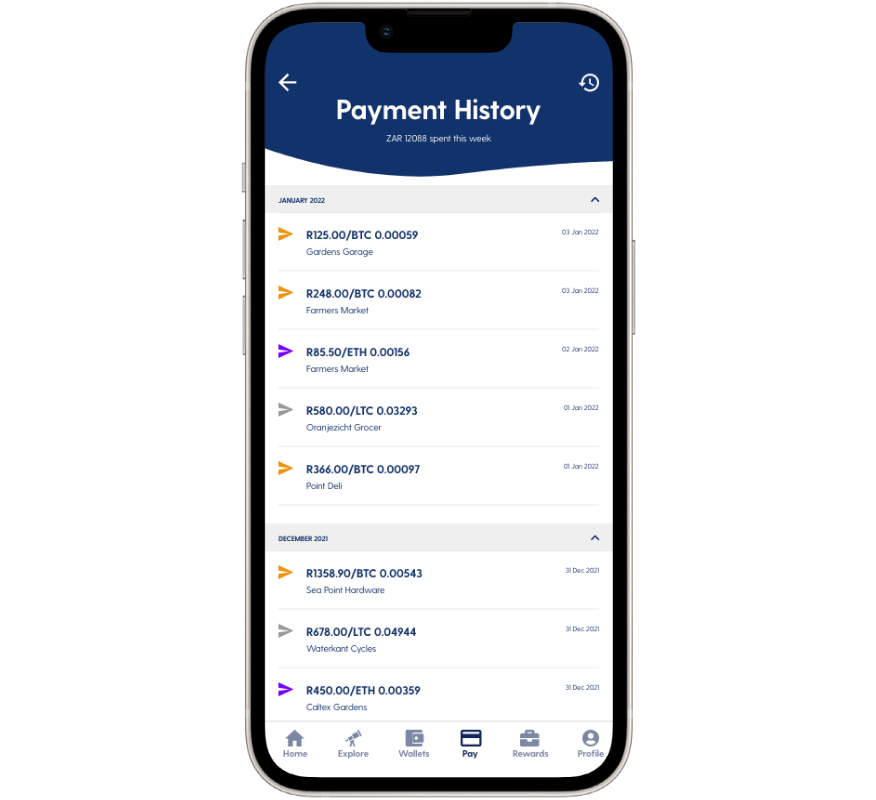 Payment History
ZAR 12088 spent this week
JANUARY 2022
R125.00/BTC 0.00059
03 Jan 2022
Gardens Garage
R248.00/BTC 0.00082
03 Jan 2022
Farmers Market
R85.50/ETH 0.00156
02 Jan 2022
Farmers Market
R580.00/LTC 0.03293
01 Jan 2022
Oranjezicht Grocer
R366.00/BTC 0.00097
01 Jan 2022
Point Deli
DECEMBER 2021
R1358.90/BTC 0.00543
31 Dec 2021
Sea Point Hardware
R678.00/LTC 0.04944
31 Dec 2021
Waterkant Cycles
R450.00/ETH 0.00359
31 Dec 2021
Caltex Gardens
Home Explore Wallets Pay Rewards Profile